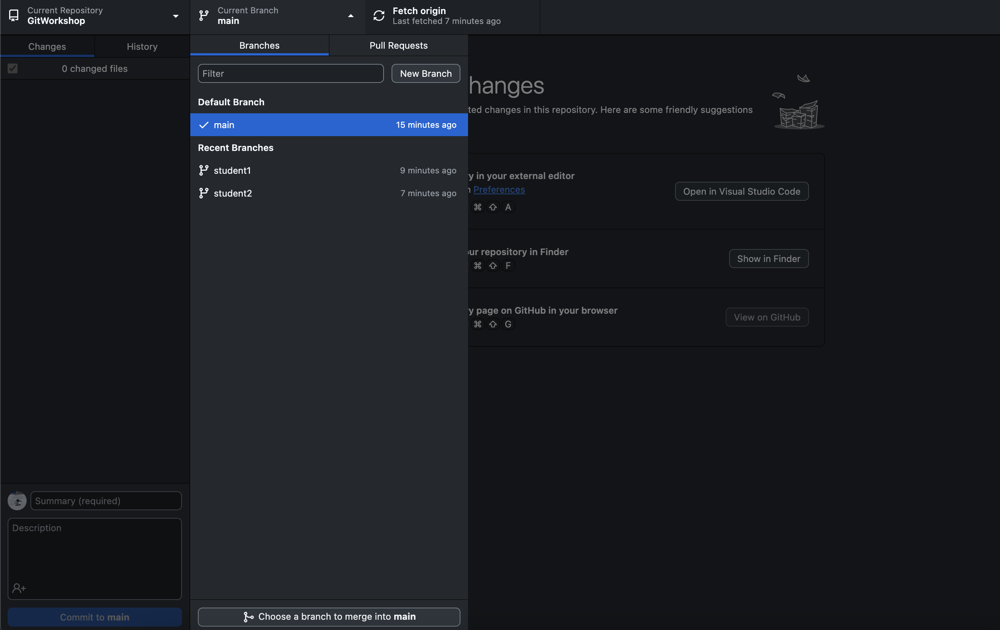 Current Repository
GitWorkshop
Current Branch
main
Fetch origin
Last fetched 7 minutes ago
Changes
History
0 changed files
Branches
Pull Requests
Filter
New Branch
Default Branch
main
15 minutes ago
Recent Branches
student1
9 minutes ago
student2
7 minutes ago
Choose a branch to merge into main
hanges
ted changes in this repository. Here are some friendly suggestions
y in your external editor
Preferences
⌘ ⇧ A
Open in Visual Studio Code
ur repository in Finder
⌘ ⇧ F
Show in Finder
y page on GitHub in your browser
⌘ ⇧ G
View on GitHub
Summary (required)
Description
Commit to main